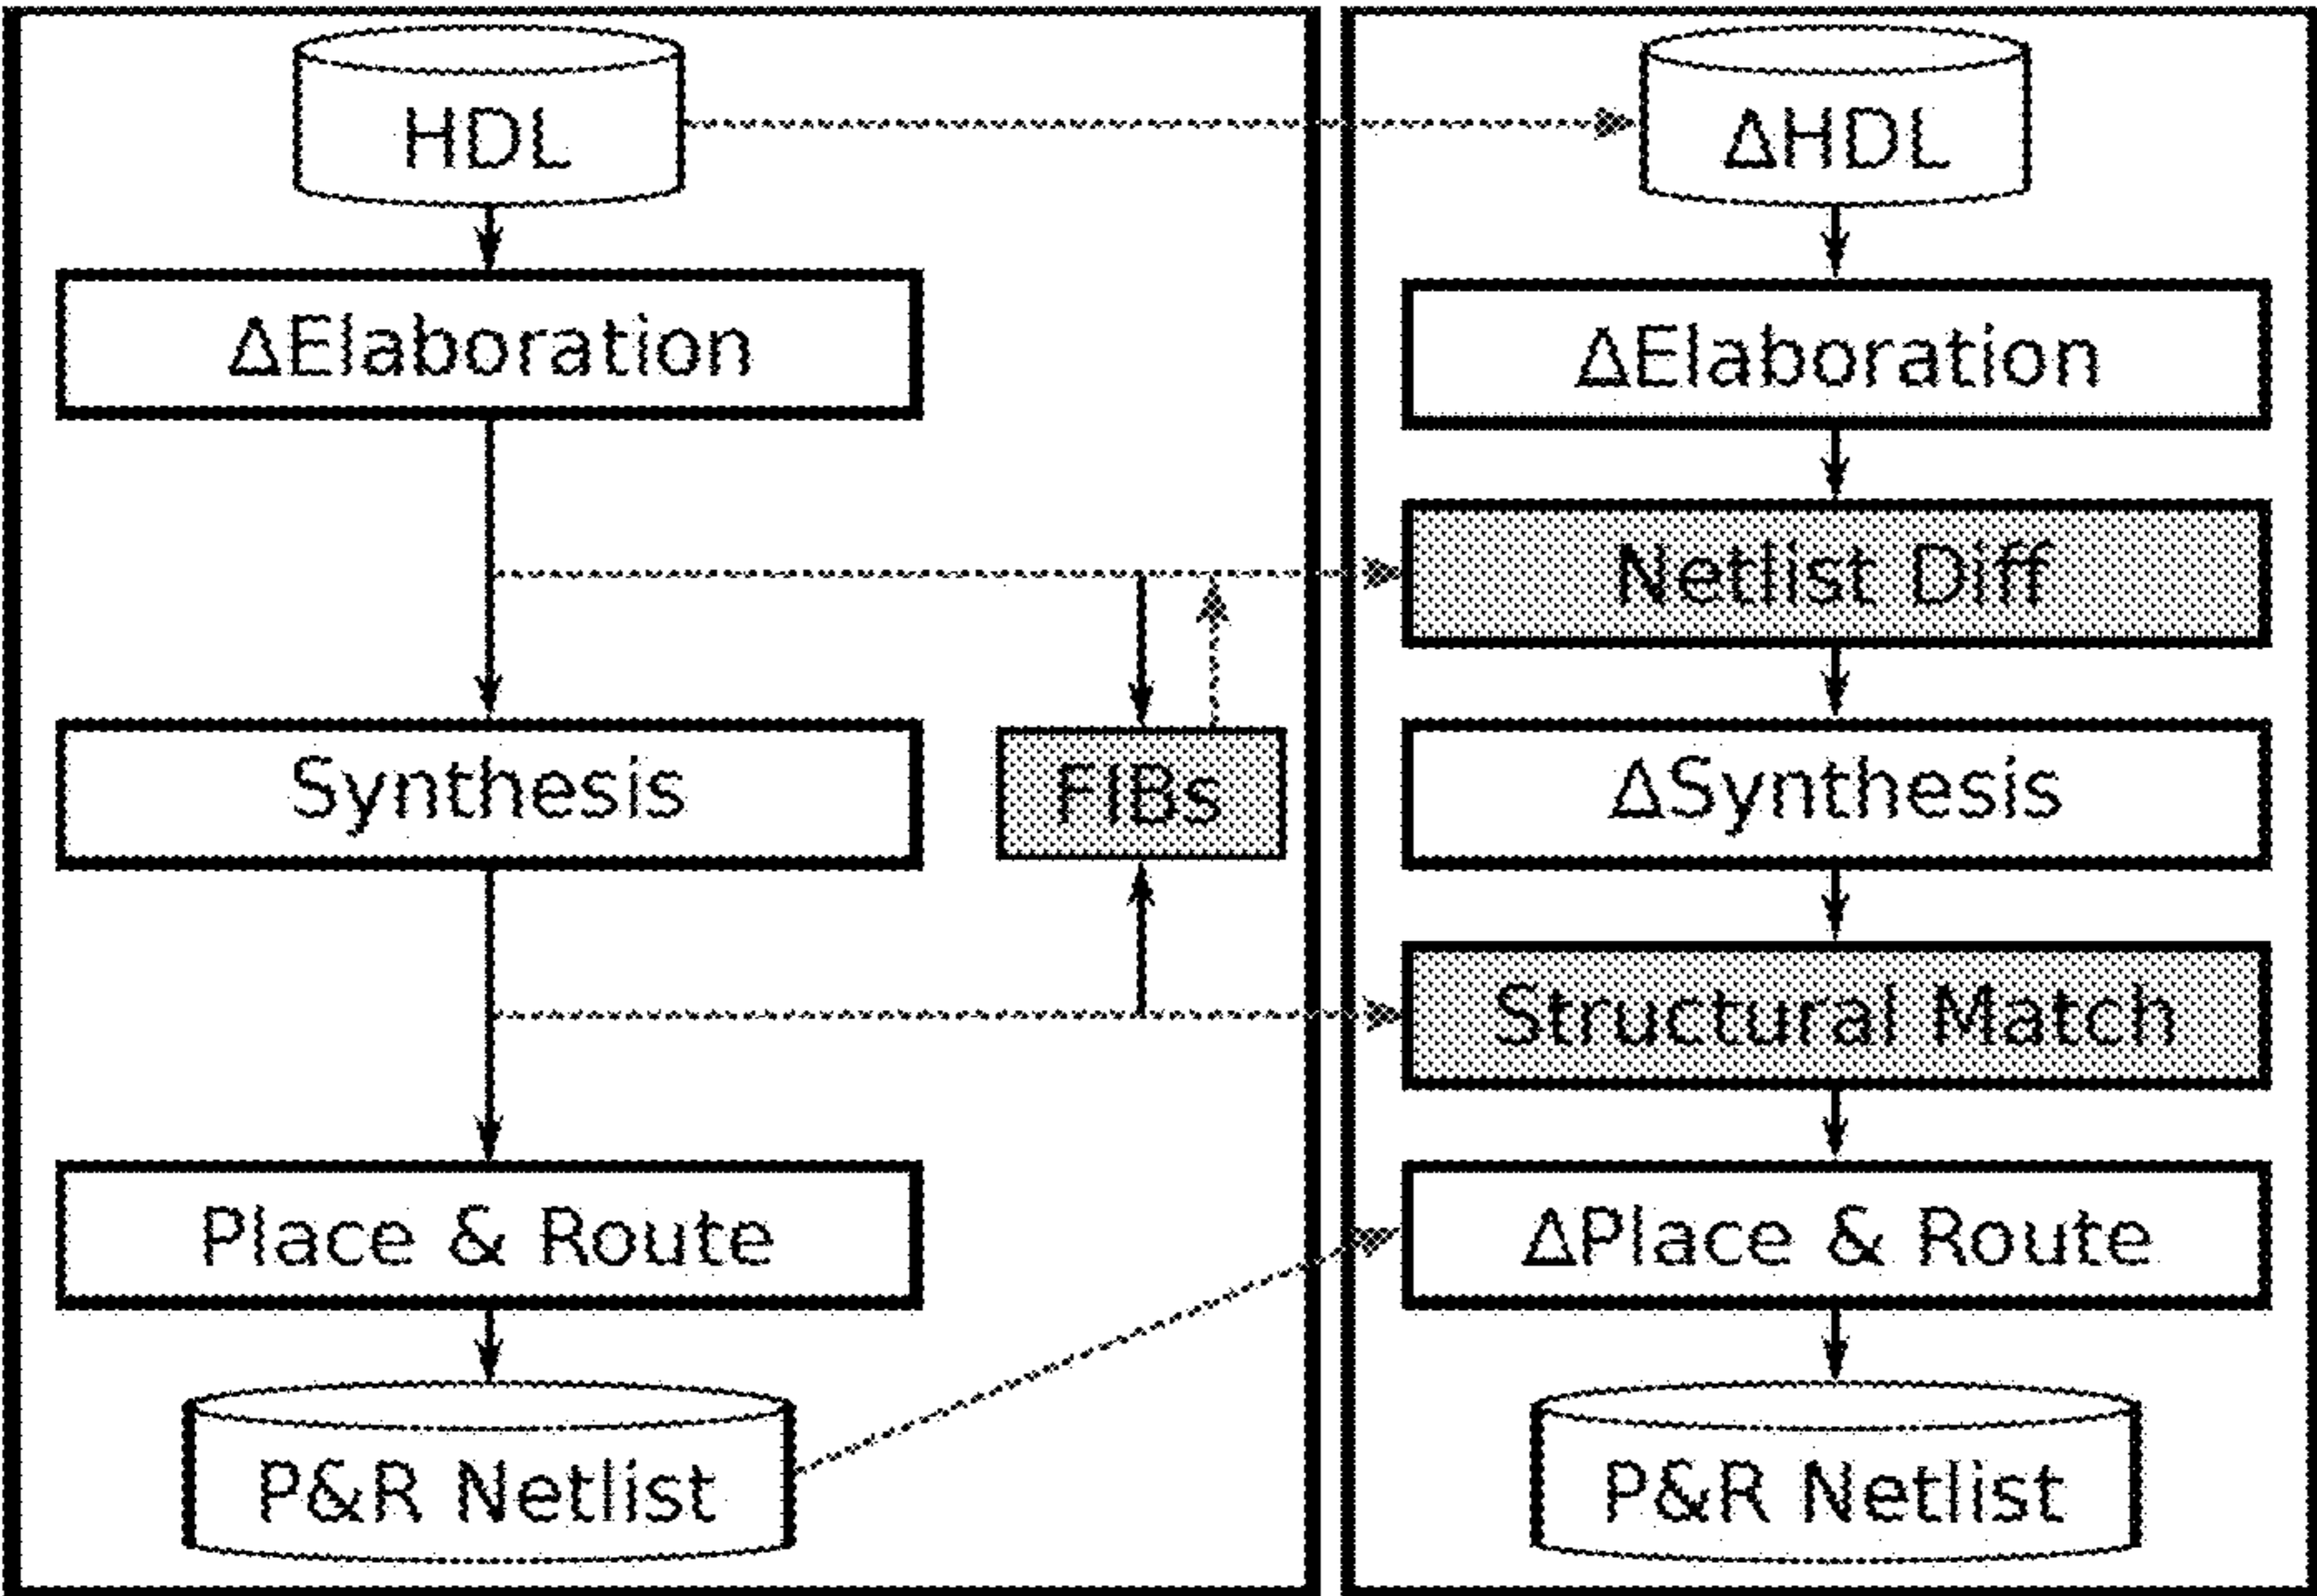 HDL
ΔElaboration
Synthesis
FIBs
Place & Route
P&R Netlist
ΔHDL
ΔElaboration
Netlist Diff
ΔSynthesis
Structural Match
ΔPlace & Route
P&R Netlist